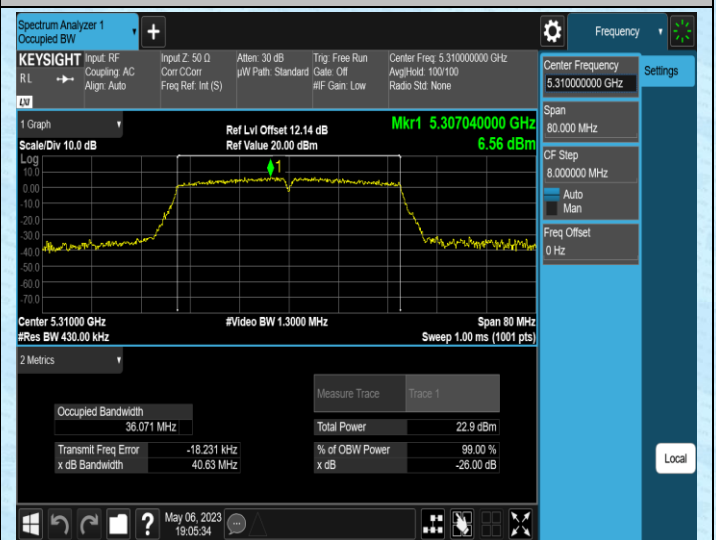 Spectrum Analyzer 1
Occupied BW
+
Frequency
KEYSIGHT
RL
Input: RF
Coupling: AC
Align: Auto
Input Z: 50 Ω
Corr CCorr
Freq Ref: Int (S)
Atten: 30 dB
µW Path: Standard
Trig: Free Run
Gate: Off
#IF Gain: Low
Center Freq: 5.310000000 GHz
Avg|Hold: 100/100
Radio Std: None
LXI
Center Frequency
5.310000000 GHz
Settings
Span
80.000 MHz
CF Step
8.000000 MHz
Auto
Man
Freq Offset
0 Hz
1 Graph
Scale/Div 10.0 dB
Ref Lvl Offset 12.14 dB
Ref Value 20.00 dBm
Mkr1 5.307040000 GHz
6.56 dBm
Log
1
10.0
0.00
-10.0
-20.0
-30.0
-40.0
-50.0
-60.0
-70.0
Center 5.31000 GHz
#Res BW 430.00 kHz
#Video BW 1.3000 MHz
Span 80 MHz
Sweep 1.00 ms (1001 pts)
2 Metrics
Measure Trace
Trace 1
Occupied Bandwidth
36.071 MHz
Total Power
22.9 dBm
Transmit Freq Error
-18.231 kHz
% of OBW Power
99.00 %
x dB Bandwidth
40.63 MHz
x dB
-26.00 dB
Local
?
May 06, 2023
19:05:34